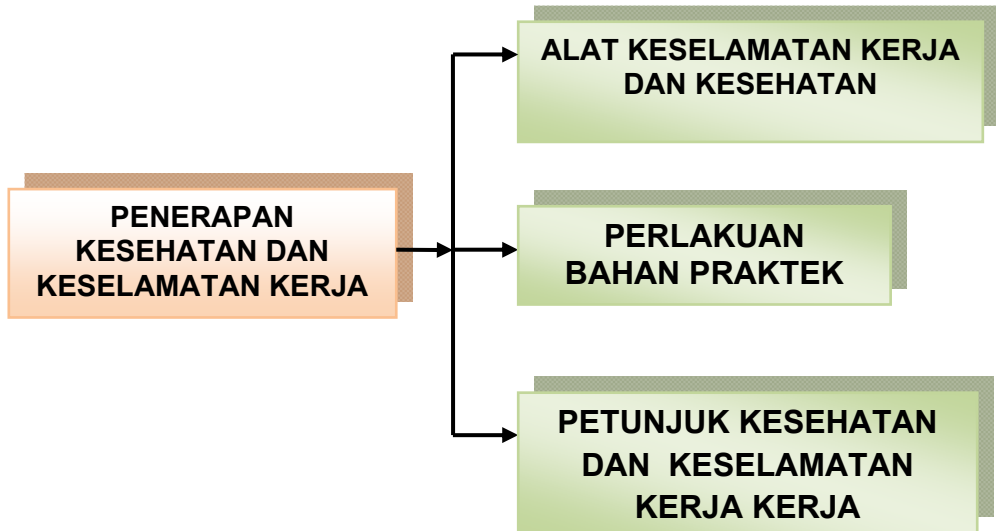 ALAT KESELAMATAN KERJA
DAN KESEHATAN
PENERAPAN
KESEHATAN DAN
KESELAMATAN KERJA
PERLAKUAN
BAHAN PRAKTEK
PETUNJUK KESEHATAN
DAN KESELAMATAN
KERJA KERJA